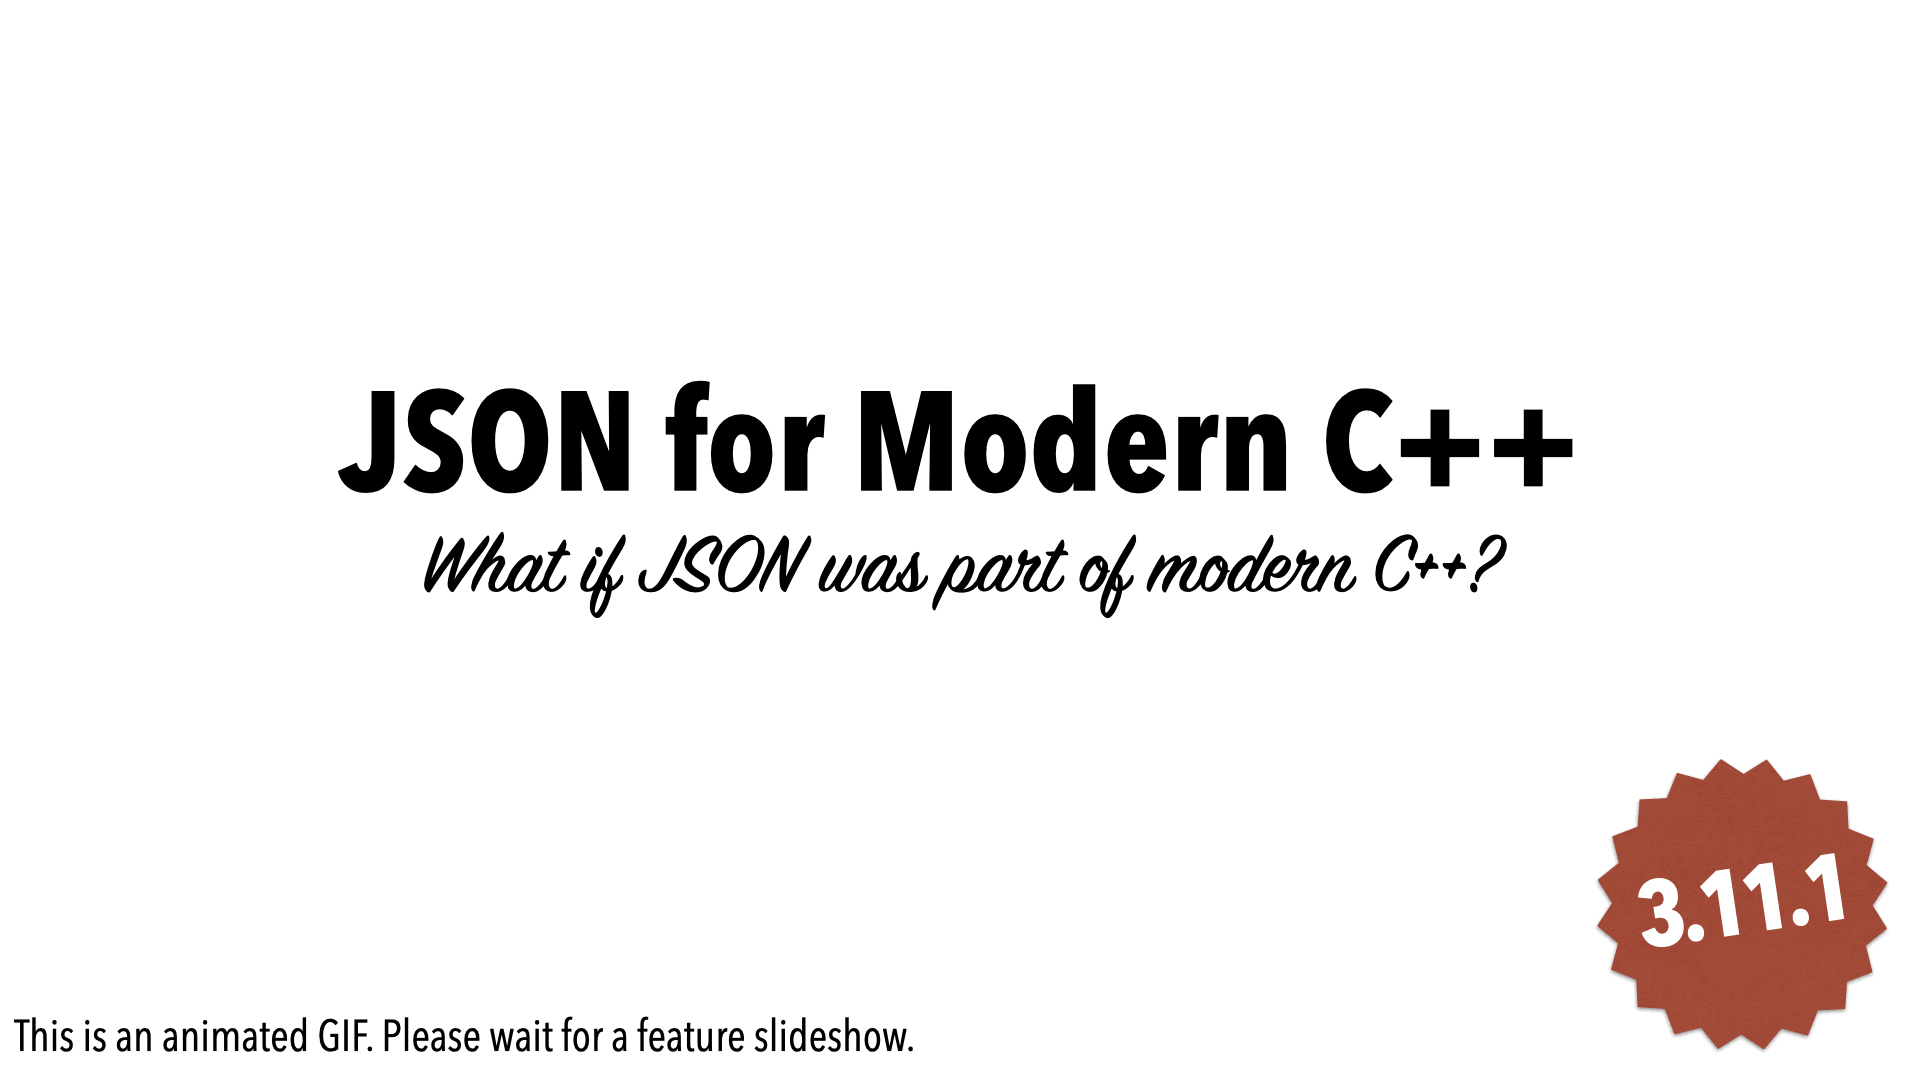 JSON for Modern C++
What if JSON was part of modern C++?
3.11.1
This is an animated GIF. Please wait for a feature slideshow.